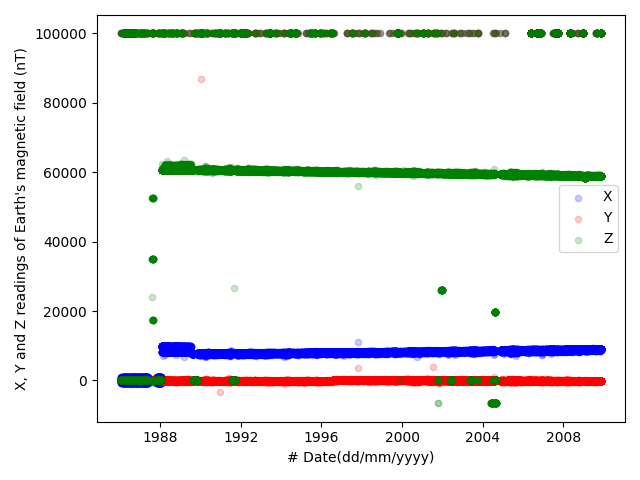 100000
80000
60000
40000
20000
0
X, Y and Z readings of Earth's magnetic field (nT)
X
Y
Z
1988 1992 1996 2000 2004 2008
# Date(dd/mm/yyyy)